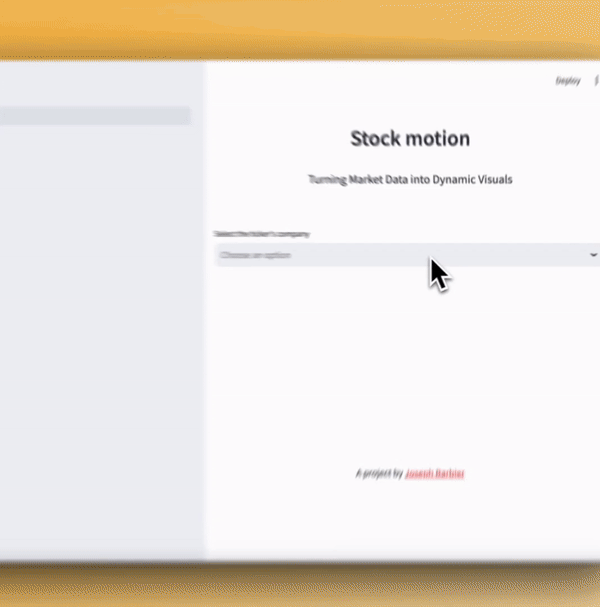 Deploy
Stock motion
Turning Market Data into Dynamic Visuals
Select the ticker's company
Choose an option
A project by Joseph Barbier